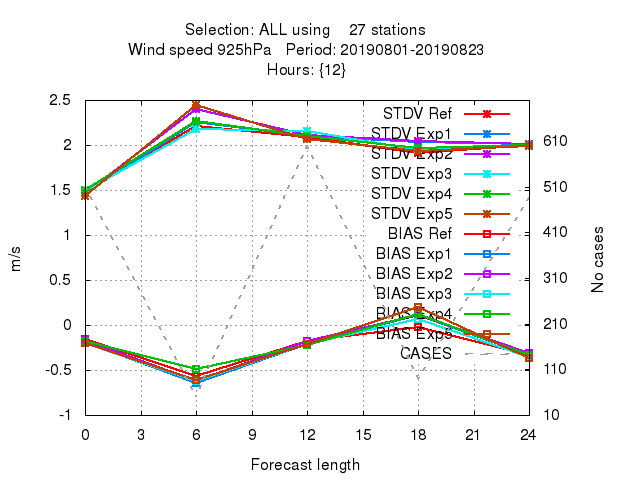 Selection: ALL using    27 stations
Wind speed 925hPa   Period: 20190801-20190823
Hours: {12}
2.5
2
1.5
1
0.5
0
-0.5
-1
m/s
STDV Ref
STDV Exp1
STDV Exp2
STDV Exp3
STDV Exp4
STDV Exp5
BIAS Ref
BIAS Exp1
BIAS Exp2
BIAS Exp3
BIAS Exp4
BIAS Exp5
CASES
610
510
410
310
210
110
10
No cases
0 3 6 9 12 15 18 21 24
Forecast length